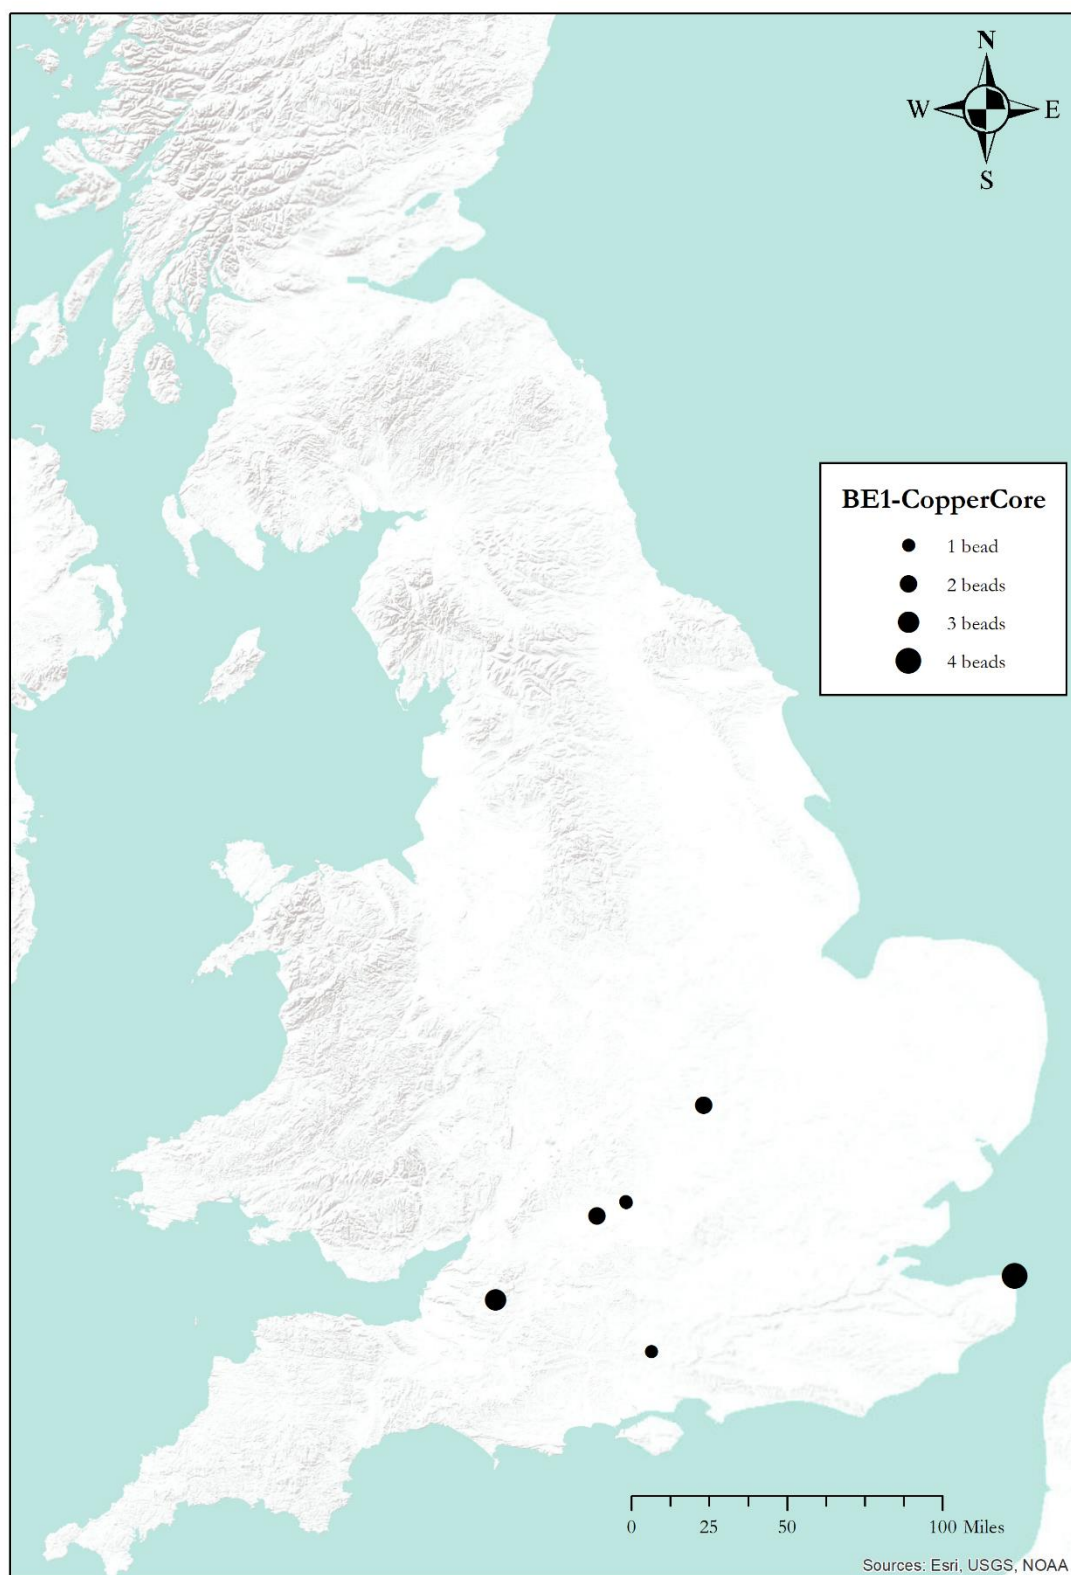 N
W E
S
BE1-CopperCore
1 bead
2 beads
3 beads
4 beads
0 25 50 100 Miles
Sources: Esri, USGS, NOAA